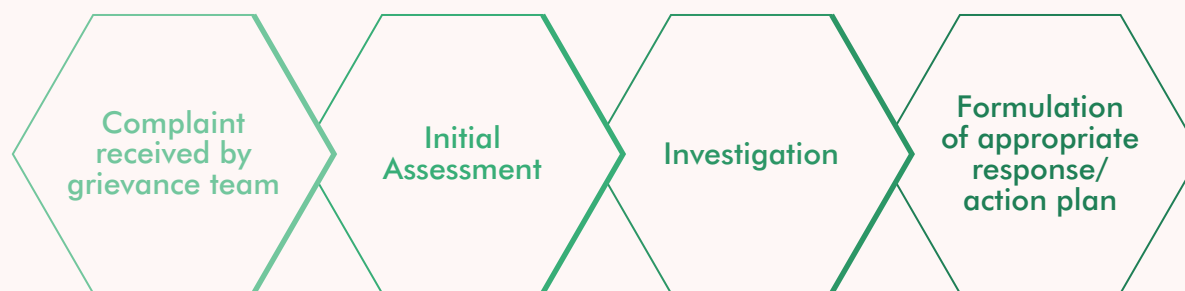 Complaint
received by
grievance team
Initial
Assessment
Investigation
Formulation
of appropriate
response/
action plan